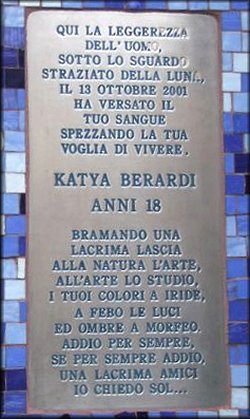 QUI LA LEGGEREZZA
DELL'UOMO,
SOTTO LO SGUARDO
STRAZIATO DELLA LUNA,
IL 13 OTTOBRE 2001
HA VERSATO IL
TUO SANGUE
SPEZZANDO LA TUA
VOGLIA DI VIVERE.
KATYA BERARDI
ANNI 18
BRAMANDO UNA
LACRIMA LASCIA
ALLA NATURA L'ARTE,
ALL'ARTE LO STUDIO,
I TUOI COLORI A IRIDE,
A FEBO LE LUCI
ED OMBRE A MORFEO.
ADDIO PER SEMPRE,
SE PER SEMPRE ADDIO,
UNA LACRIMA AMICI
IO CHIEDO SOL...